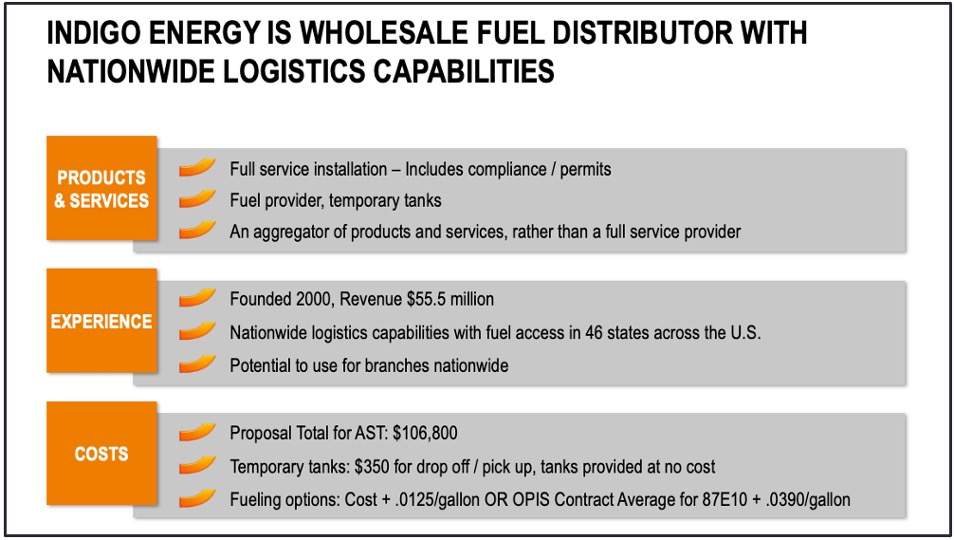 INDIGO ENERGY IS WHOLESALE FUEL DISTRIBUTOR WITH
NATIONWIDE LOGISTICS CAPABILITIES
PRODUCTS
& SERVICES
Full service installation – Includes compliance / permits
Fuel provider, temporary tanks
An aggregator of products and services, rather than a full service provider
EXPERIENCE
Founded 2000, Revenue $55.5 million
Nationwide logistics capabilities with fuel access in 46 states across the U.S.
Potential to use for branches nationwide
COSTS
Proposal Total for AST: $106,800
Temporary tanks: $350 for drop off / pick up, tanks provided at no cost
Fueling options: Cost + .0125/gallon OR OPIS Contract Average for 87E10 + .0390/gallon